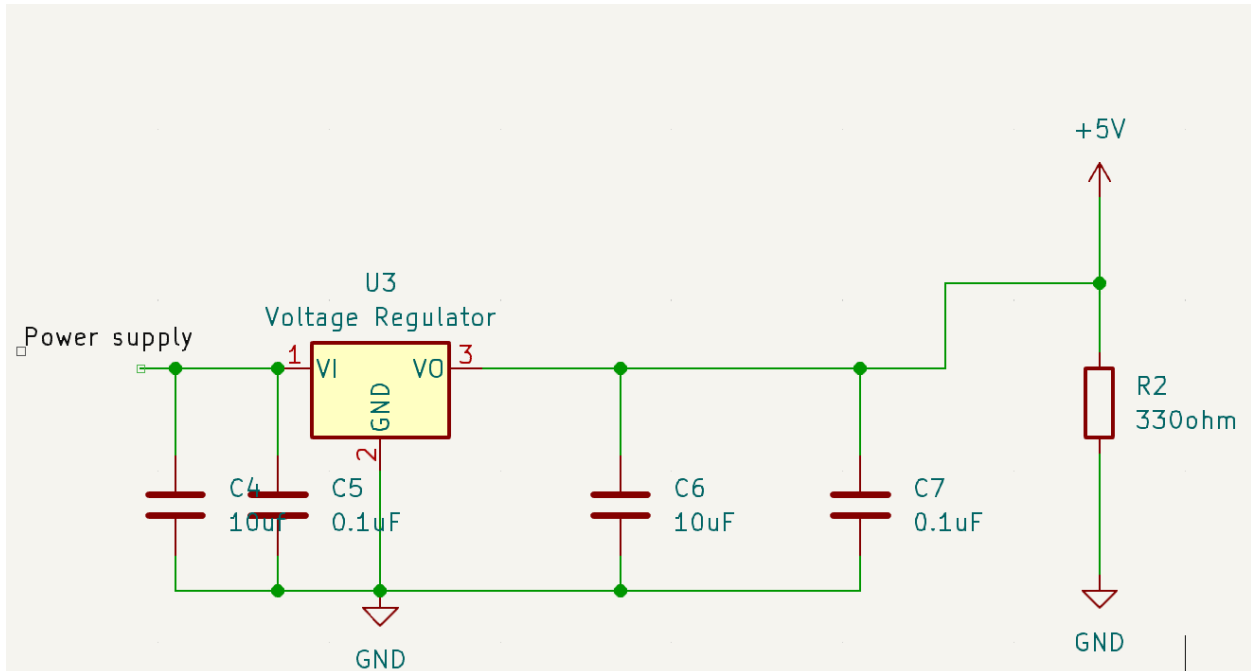 +5V
U3
Voltage Regulator
Power supply
1
VI
VO
3
GND
2
R2
330ohm
C4
10uF
C5
0.1uF
C6
10uF
C7
0.1uF
GND
GND